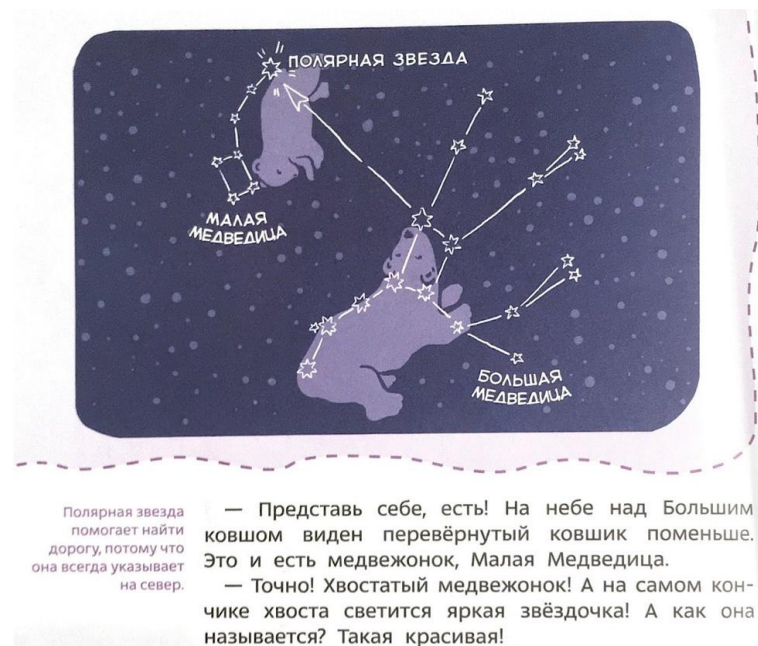 ПОЛЯРНАЯ ЗВЕЗДА
МАЛАЯ
МЕДВЕДИЦА
БОЛЬШАЯ
МЕДВЕДИЦА
Полярная звезда
помогает найти
дорогу, потому что
она всегда указывает
на север.
— Представь себе, есть! На небе над Большим
ковшом виден перевёрнутый ковшик поменьше.
Это и есть медвежонок, Малая Медведица.
— Точно! Хвостатый медвежонок! А на самом кон-
чике хвоста светится яркая звёздочка! А как она
называется? Такая красивая!